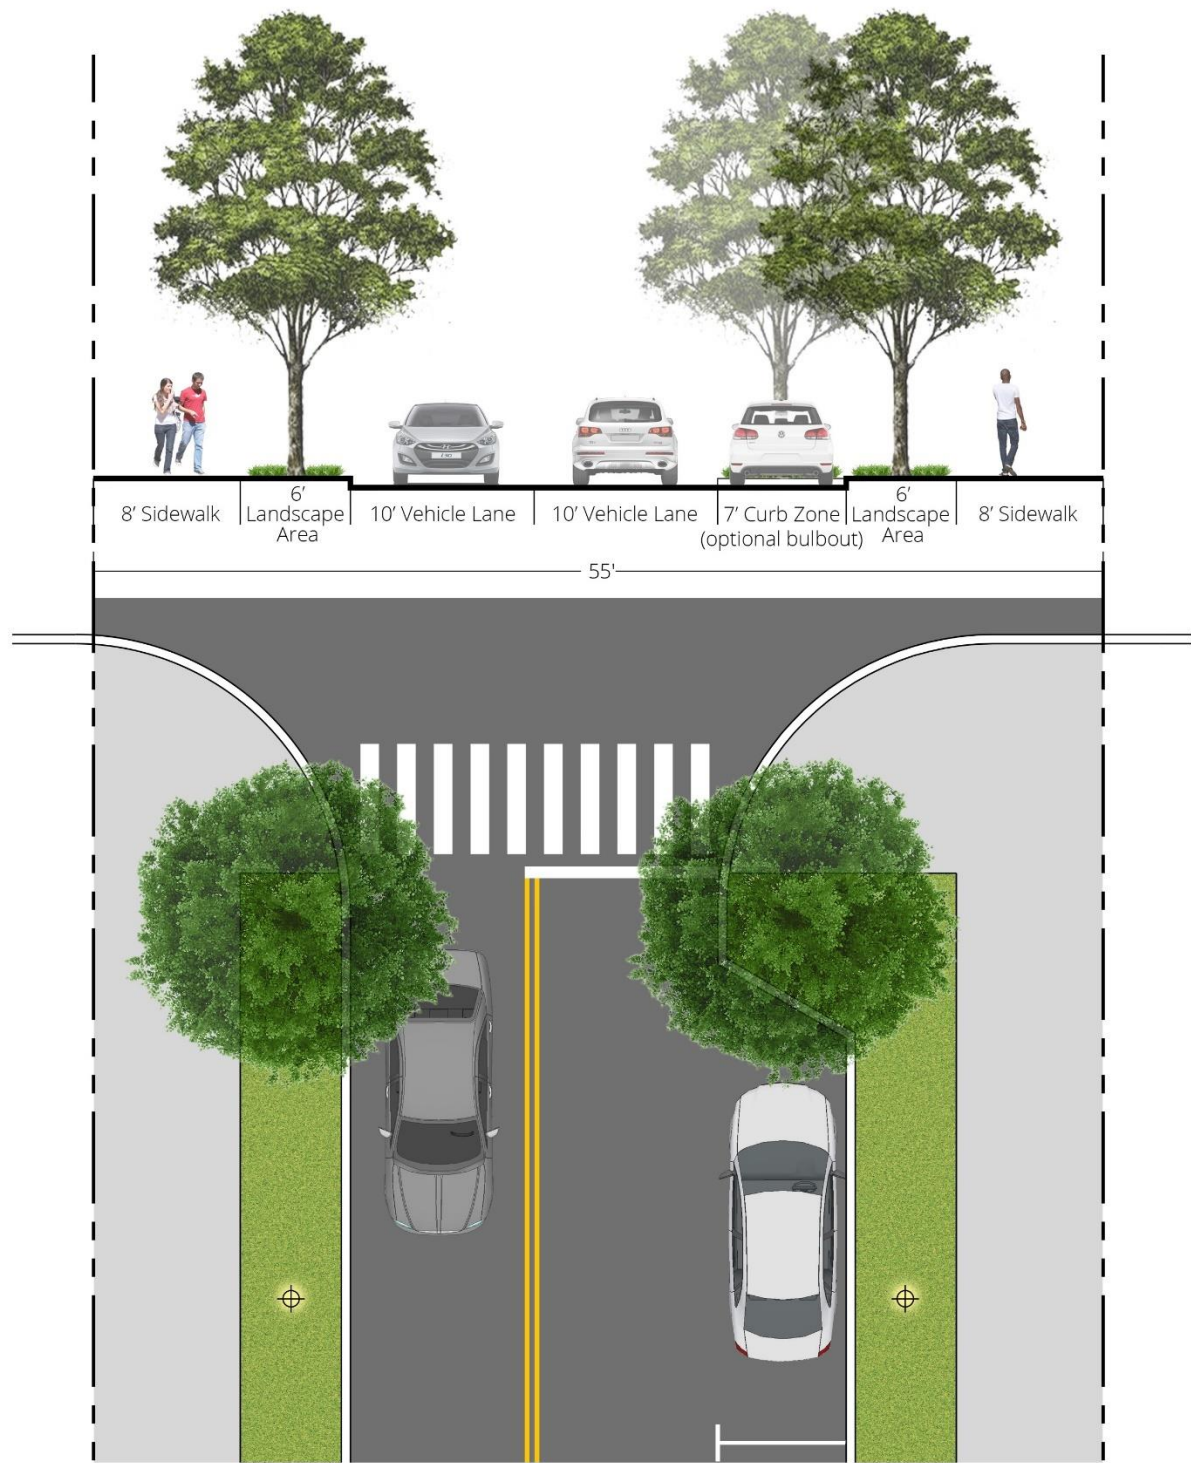 8’ Sidewalk
6’
Landscape
Area
10’ Vehicle Lane
10’ Vehicle Lane
7’ Curb Zone
(optional bulbout)
6’
Landscape
Area
8’ Sidewalk
55'